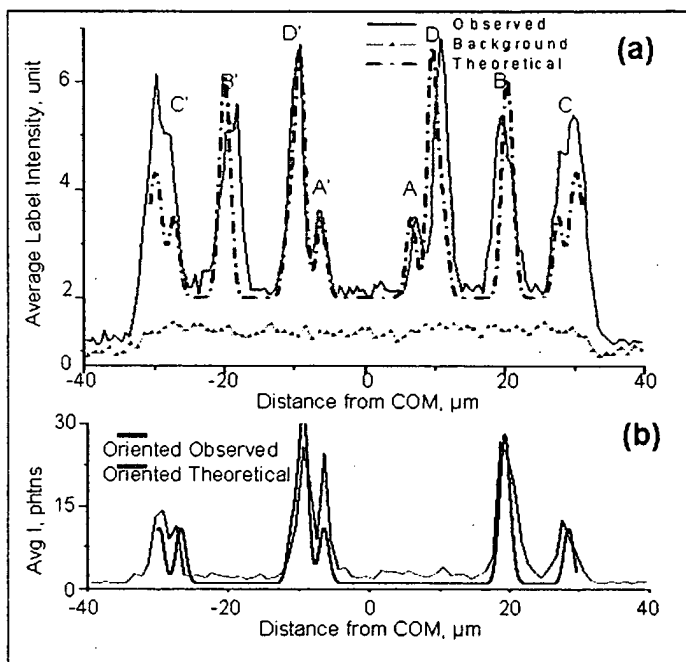 Observed
Background
Theoretical
(a)
D'
D
B'
B
C'
C
A'
A
Average Label Intensity, unit
6
4
2
0
-40 -30 -20 -10 0 20 40
Distance from COM, µm
(b)
Oriented Observed
Oriented Theoretical
Avg I, phtns
30
15
0
-40 -20 0 20 40
Distance from COM, µm